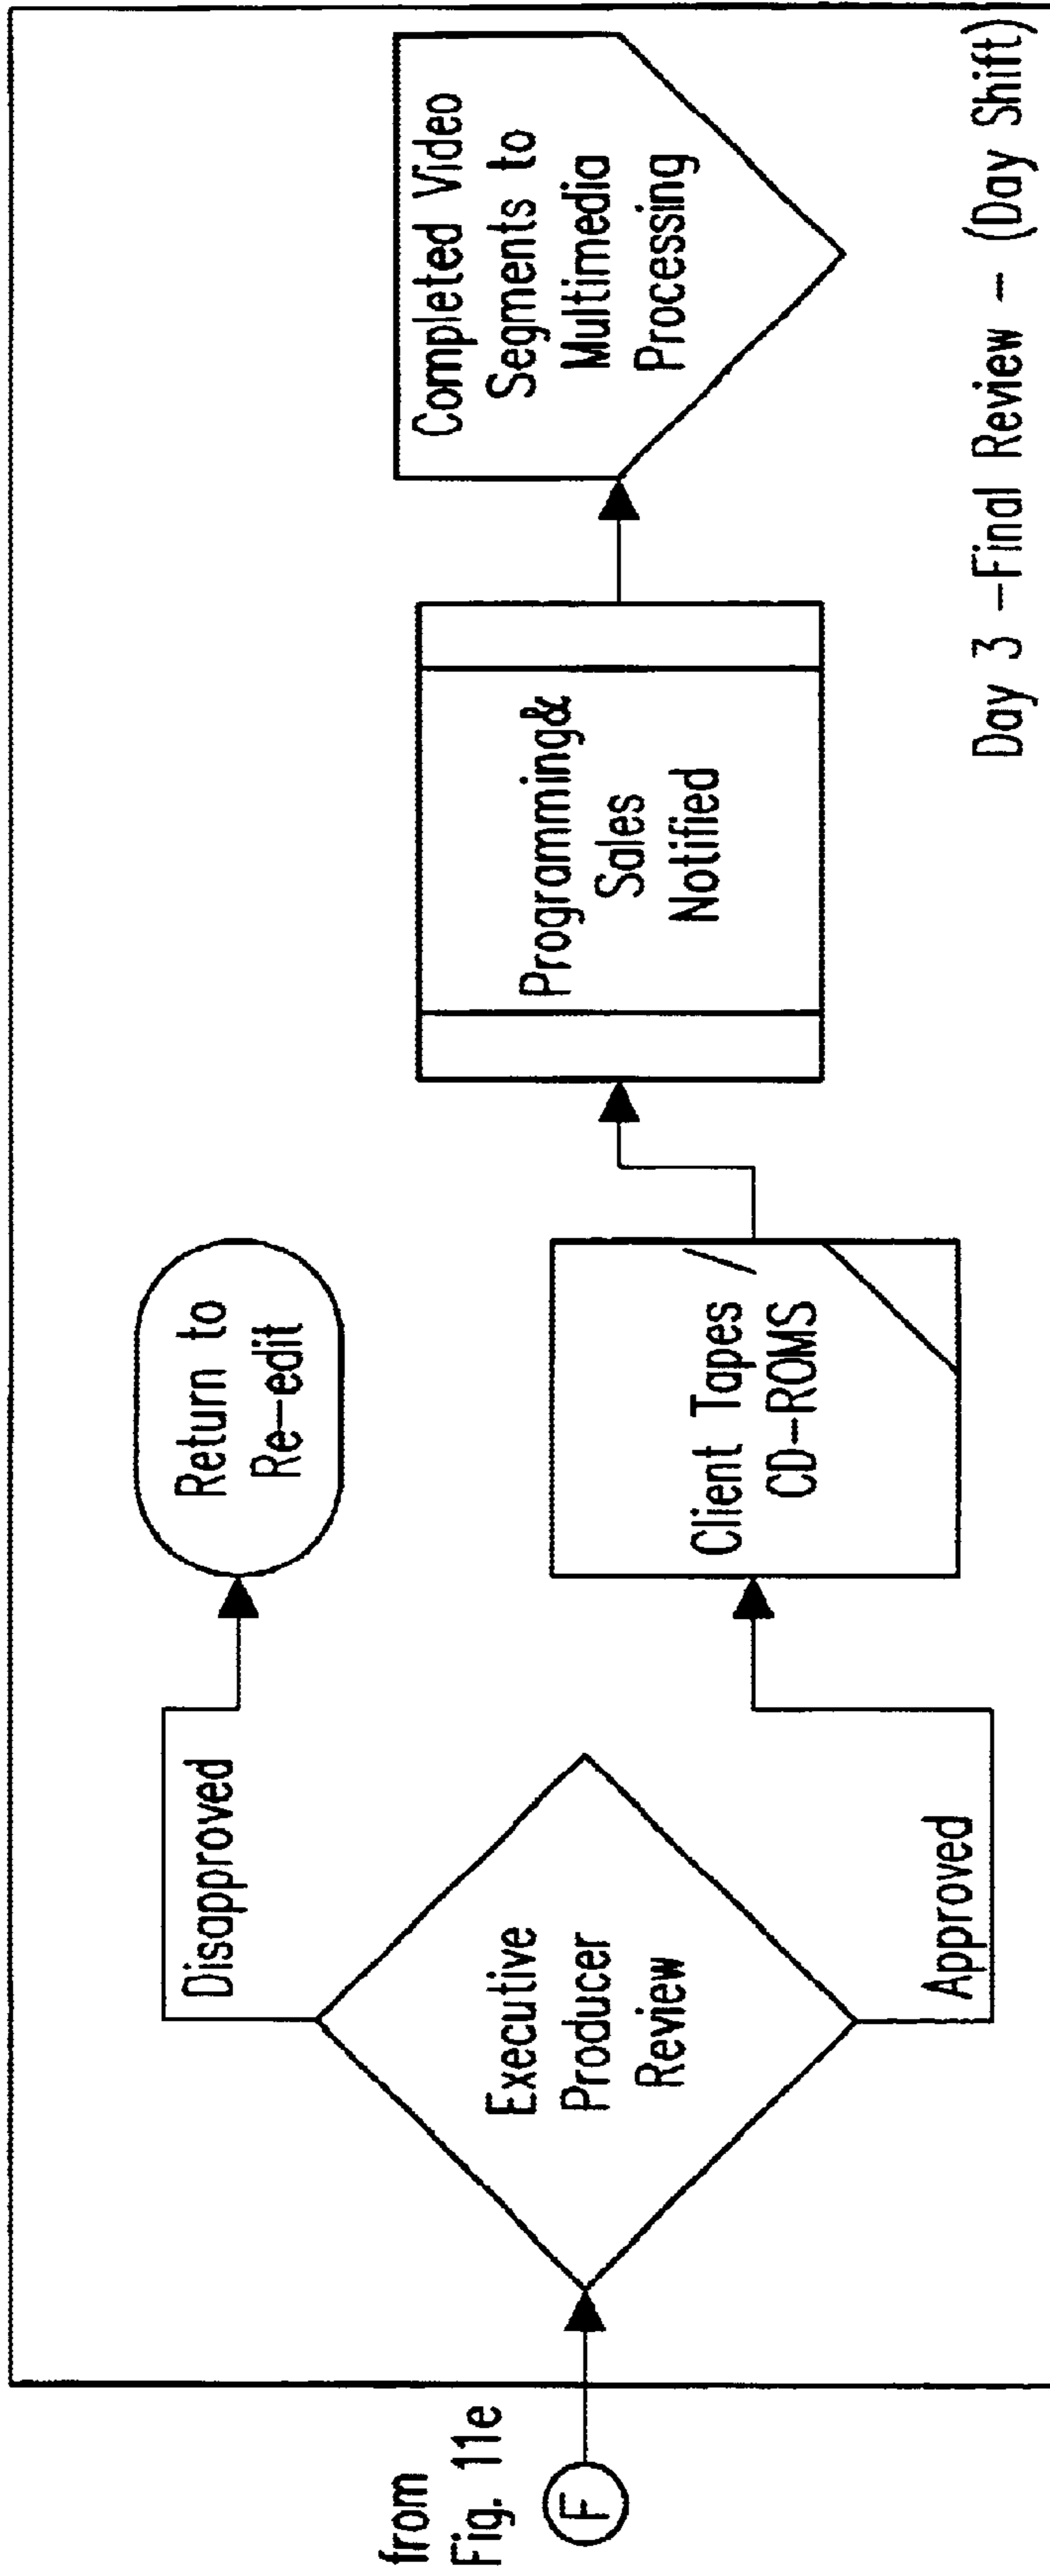 from
Fig. 11e
F
Executive
Producer
Review
Disapproved
Return to
Re-edit
Approved
Client Tapes /
CD-ROMS
Programming&
Sales
Notified
Completed Video
Segments to
Multimedia
Processing
Day 3 -Final Review - (Day Shift)